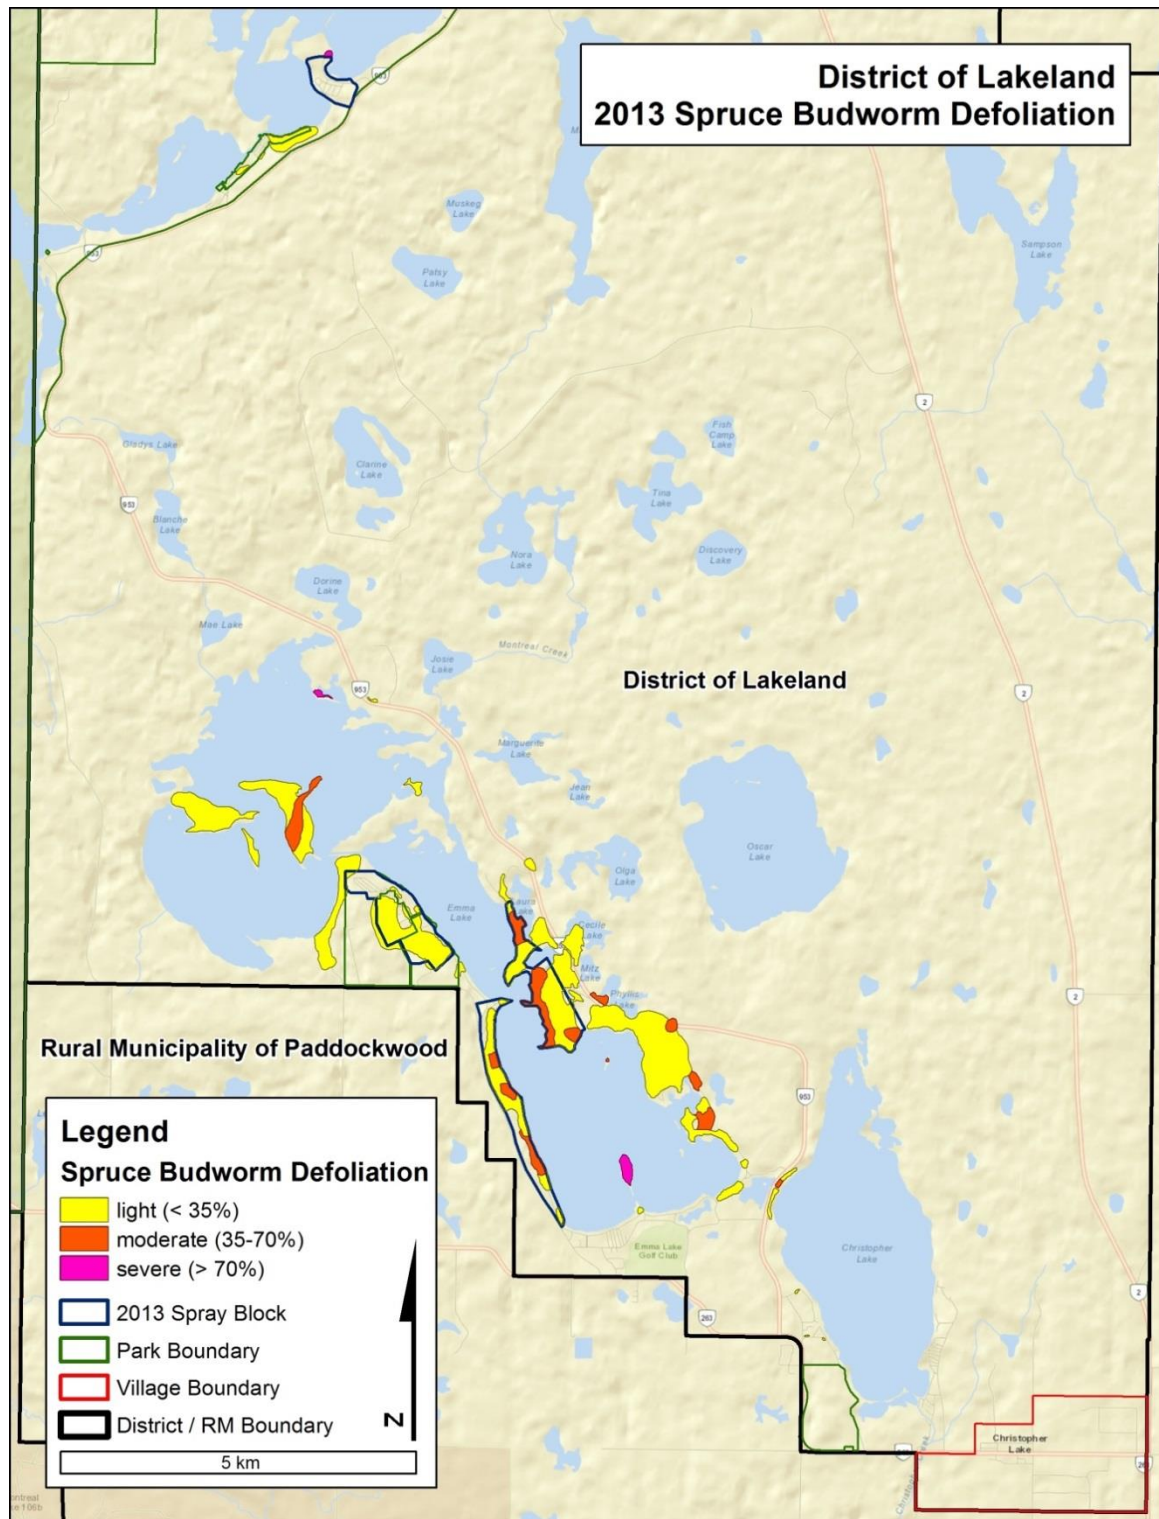 District of Lakeland
2013 Spruce Budworm Defoliation
953
Muskeg
Lake
953
Patsy
Lake
Sampson
Lake
2
Gladys Lake
Clarine
Lake
Fish
Camp
Lake
953
Tina
Lake
Blanche
Lake
Nora
Lake
Discovery
Lake
Dorine
Lake
Mae Lake
Montreal Creek
Josie
Lake
District of Lakeland
953
2
Marguerite
Lake
Jean
Lake
Oscar
Lake
Olga
Lake
Emma
Lake
Laura
Lake
Cecile
Lake
Mitz
Lake
Phyllis
Lake
2
Rural Municipality of Paddockwood
953
Legend
Spruce Budworm Defoliation
light (< 35%)
moderate (35-70%)
severe (> 70%)
2013 Spray Block
Park Boundary
Village Boundary
District / RM Boundary
N
5 km
Emma Lake
Golf Club
Christopher
Lake
2
263
Christopher
Lake
263